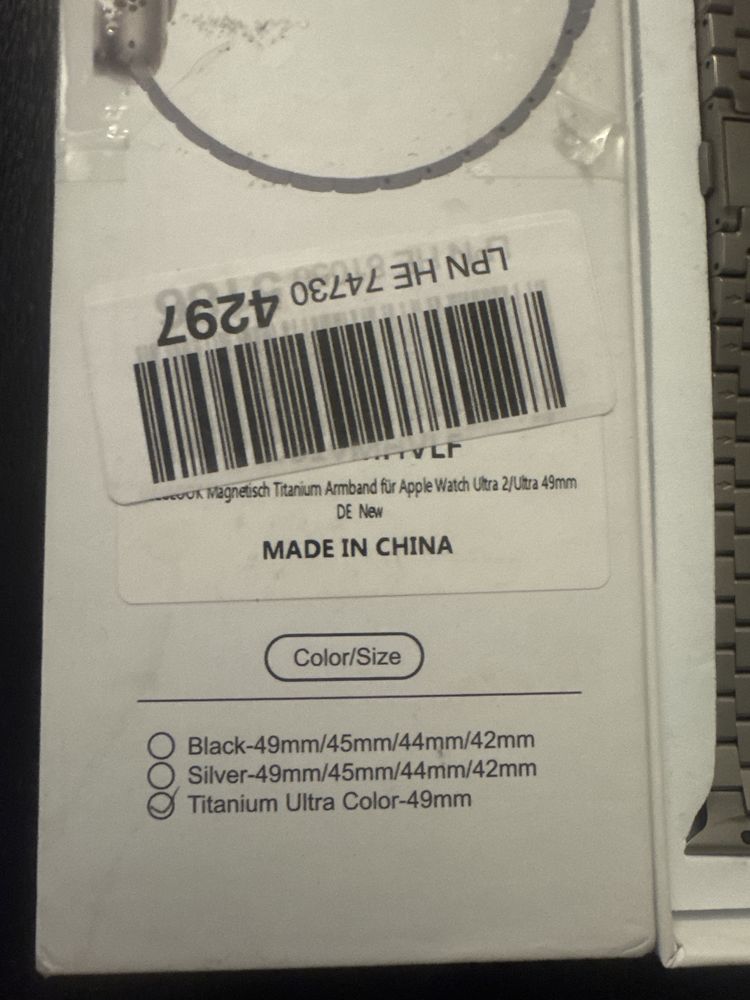 LPN HE 74730 4297
Magnetisch Titanium Armband für Apple Watch Ultra 2/Ultra 49mm
DE New
MADE IN CHINA
Color/Size
Black-49mm/45mm/44mm/42mm
Silver-49mm/45mm/44mm/42mm
Titanium Ultra Color-49mm